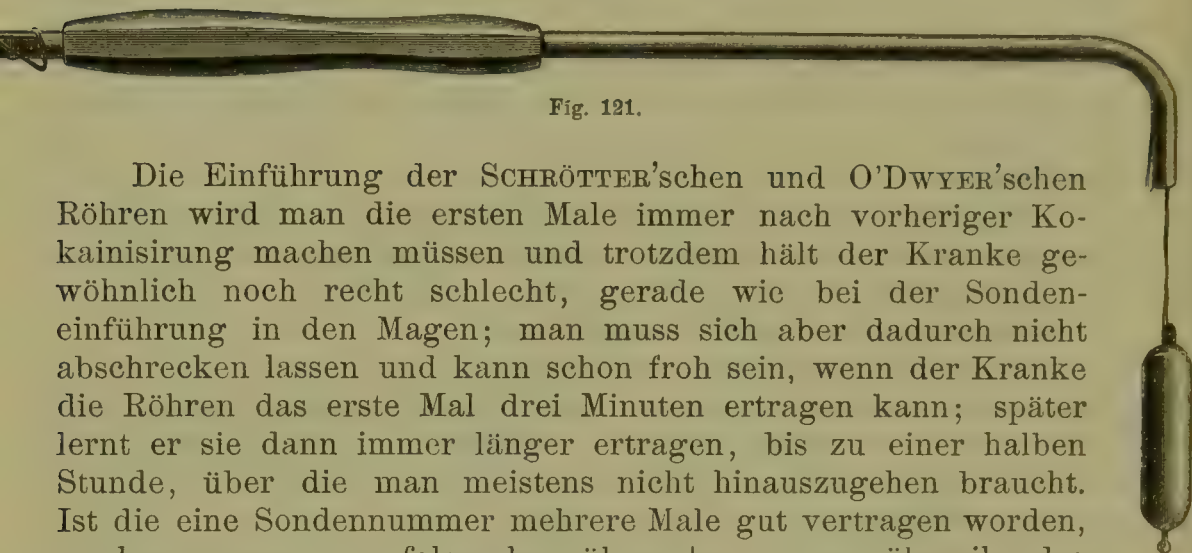 Fig. 121.
Die Einführung der SCHRÖTTER'schen und O'DWYER'schen
Röhren wird man die ersten Male immer nach vorheriger Ko-
kainisirung machen müssen und trotzdem hält der Kranke ge-
wöhnlich noch recht schlecht, gerade wie bei der Sonden-
einführung in den Magen; man muss sich aber dadurch nicht
abschrecken lassen und kann schon froh sein, wenn der Kranke
die Röhren das erste Mal drei Minuten ertragen kann; später
lernt er sie dann immer länger ertragen, bis zu einer halben
Stunde, über die man meistens nicht hinauszugehen braucht.
Ist die eine Sondennummer mehrere Male gut vertragen worden,